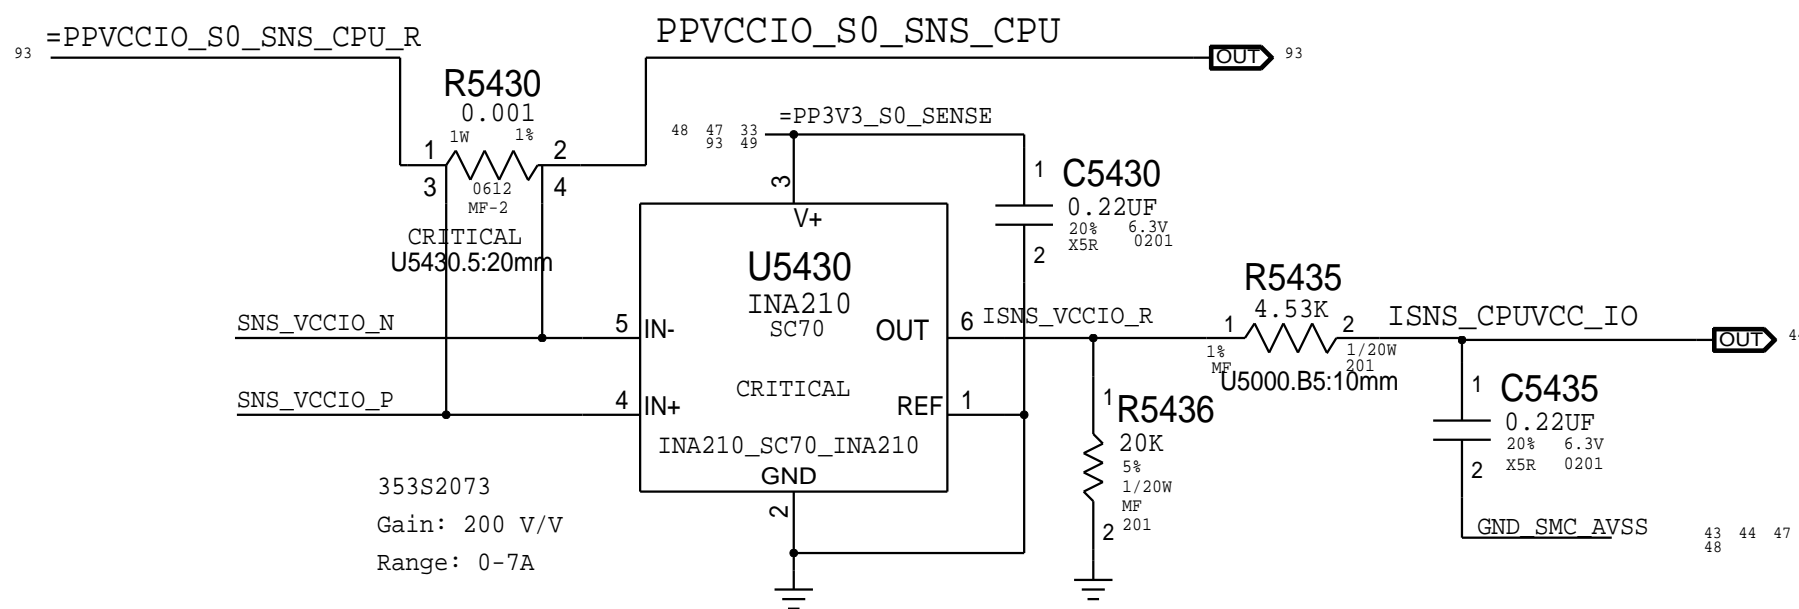 =PPVCCIO_S0_SNS_CPU_R
93
PPVCCIO_S0_SNS_CPU
OUT
93
R5430
0.001
1W
1%
1
2
3
4
0612
MF-2
CRITICAL
U5430.5:20mm
=PP3V3_S0_SENSE
48 47 33
93 49
3
V+
1
C5430
0.22UF
20% 6.3V
X5R 0201
2
U5430
INA210
SC70
SNS_VCCIO_N
5
IN-
OUT
6
ISNS_VCCIO_R
CRITICAL
SNS_VCCIO_P
4
IN+
REF
1
INA210_SC70_INA210
GND
2
R5435
4.53K
1
2
1%
MF
1/20W
201
U5000.B5:10mm
ISNS_CPUVCC_IO
OUT
1
R5436
20K
5%
1/20W
MF
201
2
1
C5435
0.22UF
20% 6.3V
X5R 0201
2
GND_SMC_AVSS
43 44 47
48
353S2073
Gain: 200 V/V
Range: 0-7A